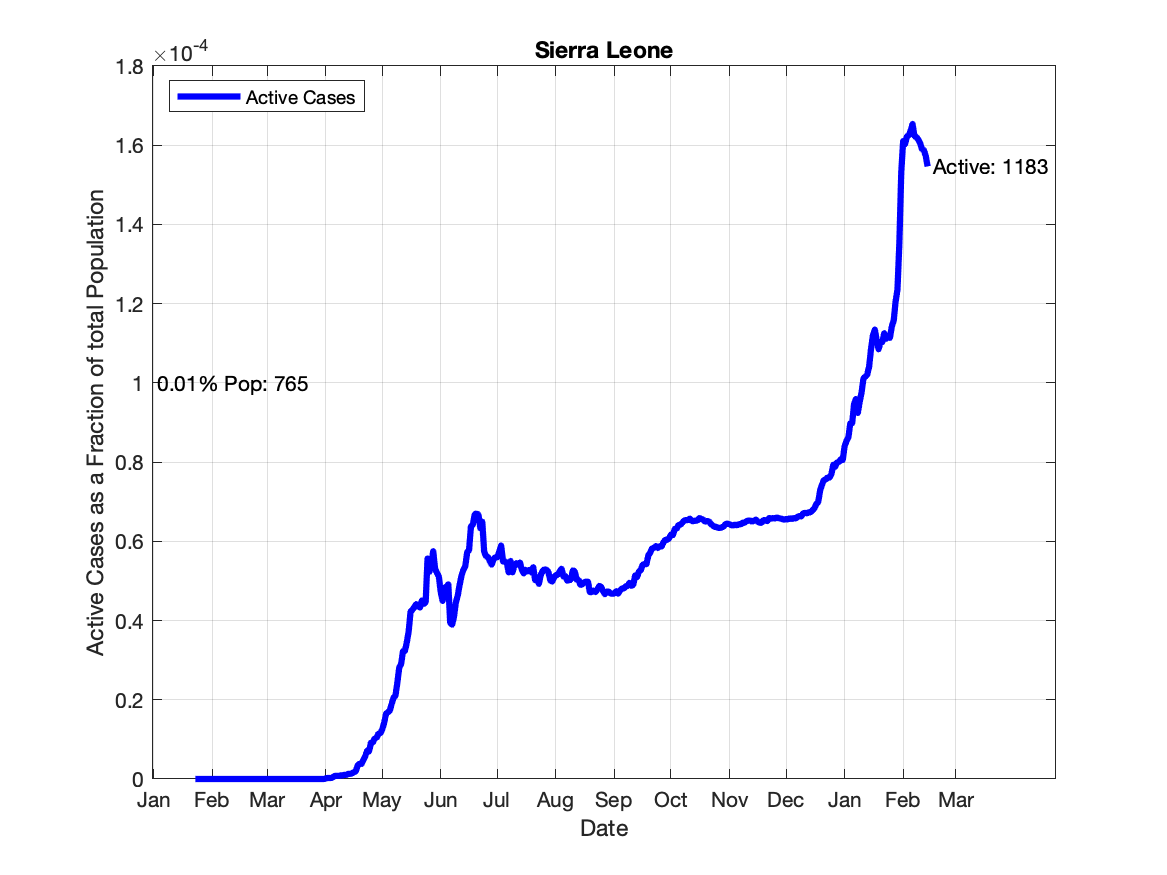 Sierra Leone
×10-4
1.8
1.6
1.4
1.2
1
0.8
0.6
0.4
0.2
0
Active Cases as a Fraction of total Population
Active Cases
Active: 1183
0.01% Pop: 765
Jan Feb Mar Apr May Jun Jul Aug Sep Oct Nov Dec Jan Feb Mar
Date